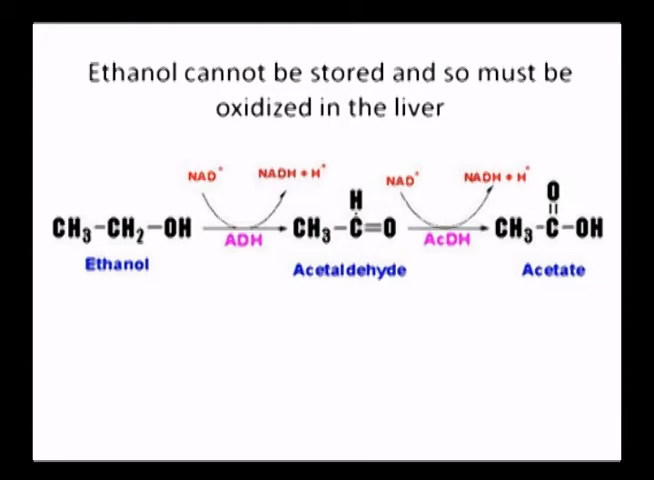 Ethanol cannot be stored and so must be
oxidized in the liver
NAD⁺ NADH + H⁺ NAD⁺ NADH + H⁺
H O
CH₃-CH₂-OH CH₃-C=O CH₃-C-OH
ADH AcDH
Ethanol Acetaldehyde Acetate